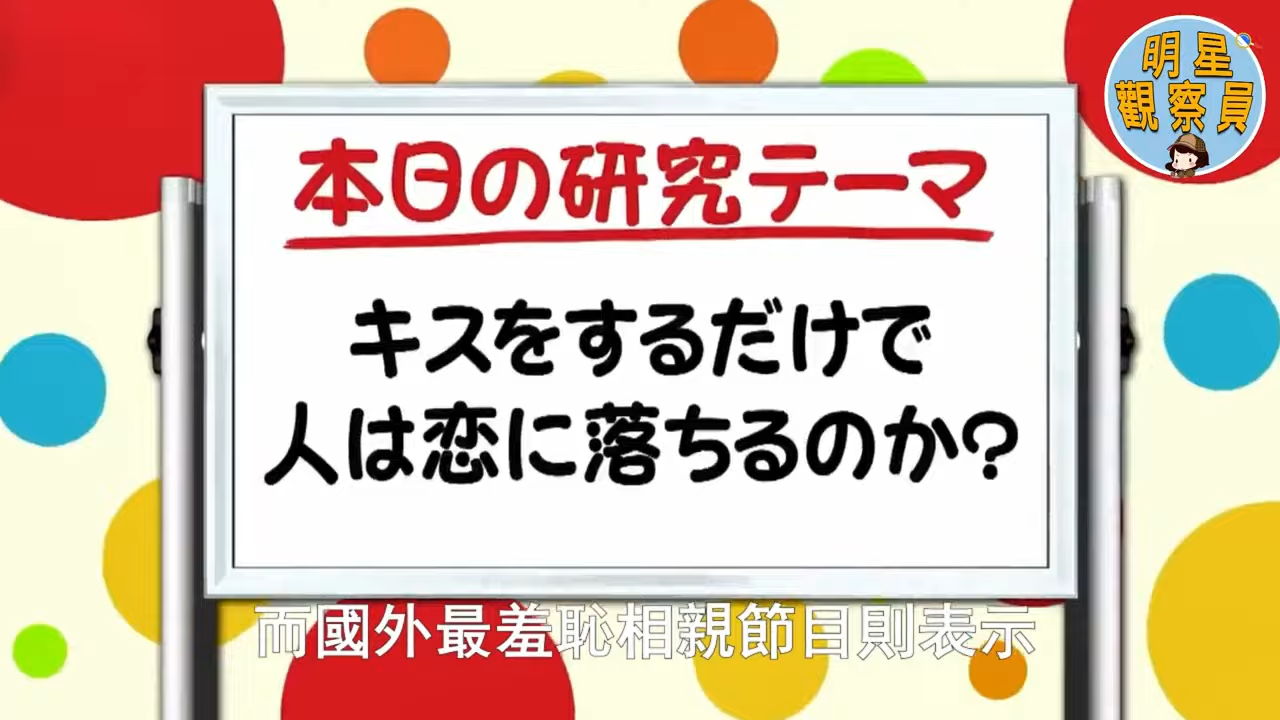 明星
觀察員
本日の研究テーマ
キスをするだけで
人は恋に落ちるのか?
而國外最羞恥相親節目則表示